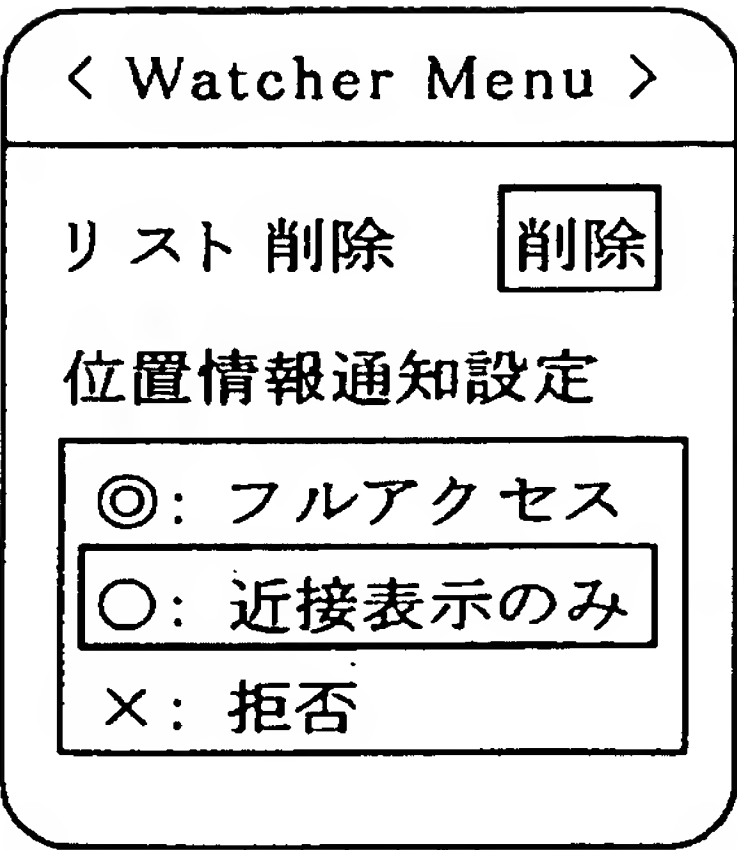 < Watcher Menu >
リスト削除 削除
位置情報通知設定
◎: フルアクセス
○: 近接表示のみ
×: 拒否